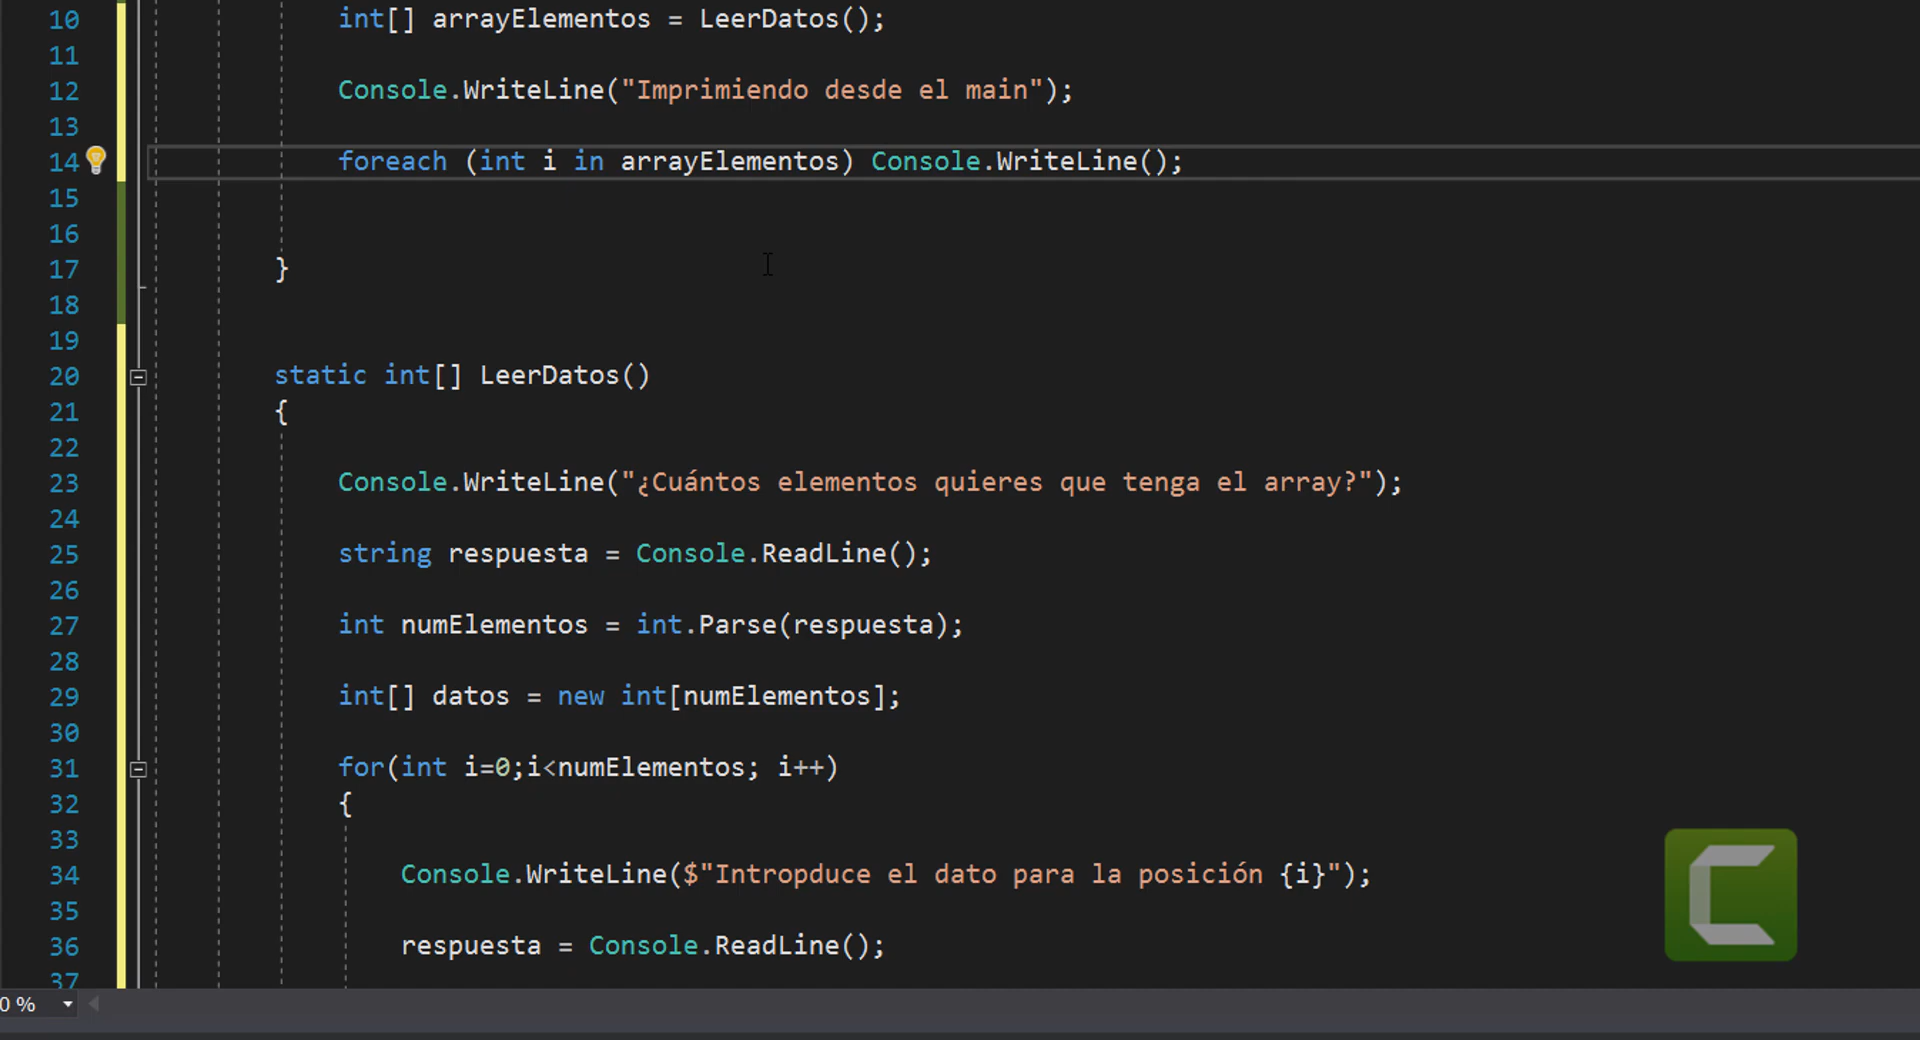 10 int[] arrayElementos = LeerDatos();
11
12 Console.WriteLine("Imprimiendo desde el main");
13
14 foreach (int i in arrayElementos) Console.WriteLine();
15
16
17 }
18
19
20 static int[] LeerDatos()
21 {
22
23 Console.WriteLine("¿Cuántos elementos quieres que tenga el array?");
24
25 string respuesta = Console.ReadLine();
26
27 int numElementos = int.Parse(respuesta);
28
29 int[] datos = new int[numElementos];
30
31 for(int i=0;i<numElementos; i++)
32 {
33
34 Console.WriteLine($"Intropduce el dato para la posición {i}");
35
36 respuesta = Console.ReadLine();
37
0 %